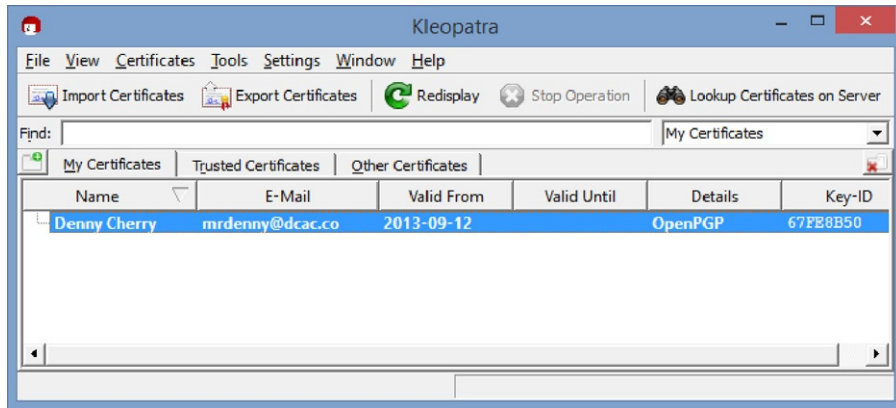 Kleopatra
File View Certificates Tools Settings Window Help
Import Certificates Export Certificates Redisplay Stop Operation Lookup Certificates on Server
Find: My Certificates
My Certificates Trusted Certificates Other Certificates
Name E-Mail Valid From Valid Until Details Key-ID
Denny Cherry mrdenny@dcac.co 2013-09-12 OpenPGP 67FE8B50